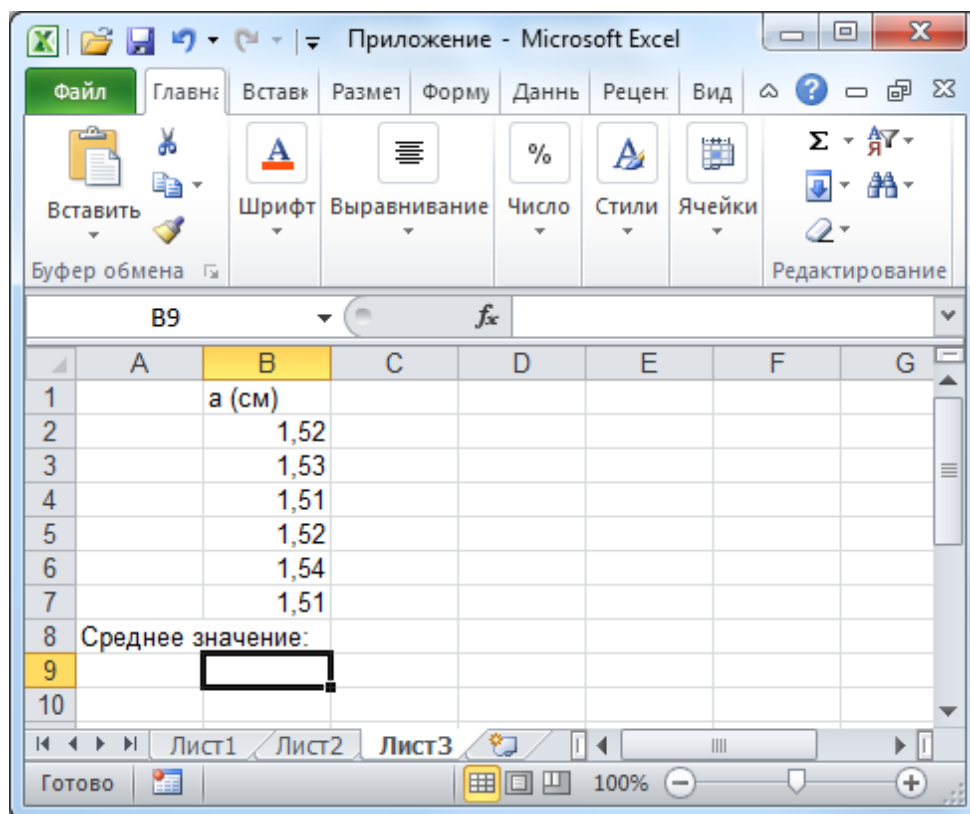 Приложение - Microsoft Excel
Файл Главна Вставк Размет Форму Даннь Рецен: Вид
Вставить Шрифт Выравнивание Число Стили Ячейки
Буфер обмена Редактирование
B9 fx
A B C D E F G
1 а (см)
2 1,52
3 1,53
4 1,51
5 1,52
6 1,54
7 1,51
8 Среднее значение:
9
10
Лист1 Лист2 Лист3
Готово 100%